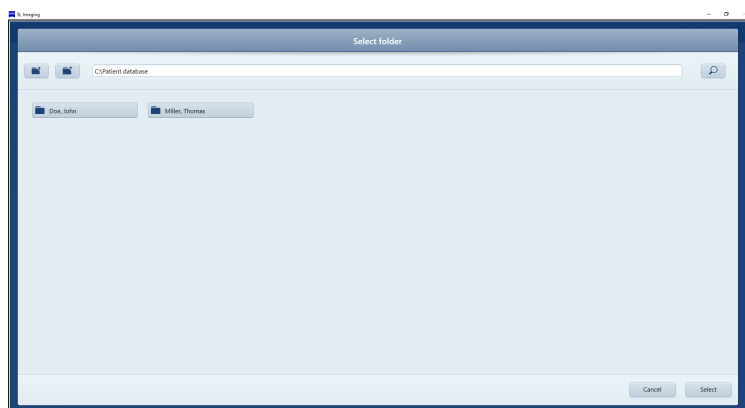 SL Imaging
Select folder
C:\Patient database
Doe, John
Miller, Thomas
Cancel
Select